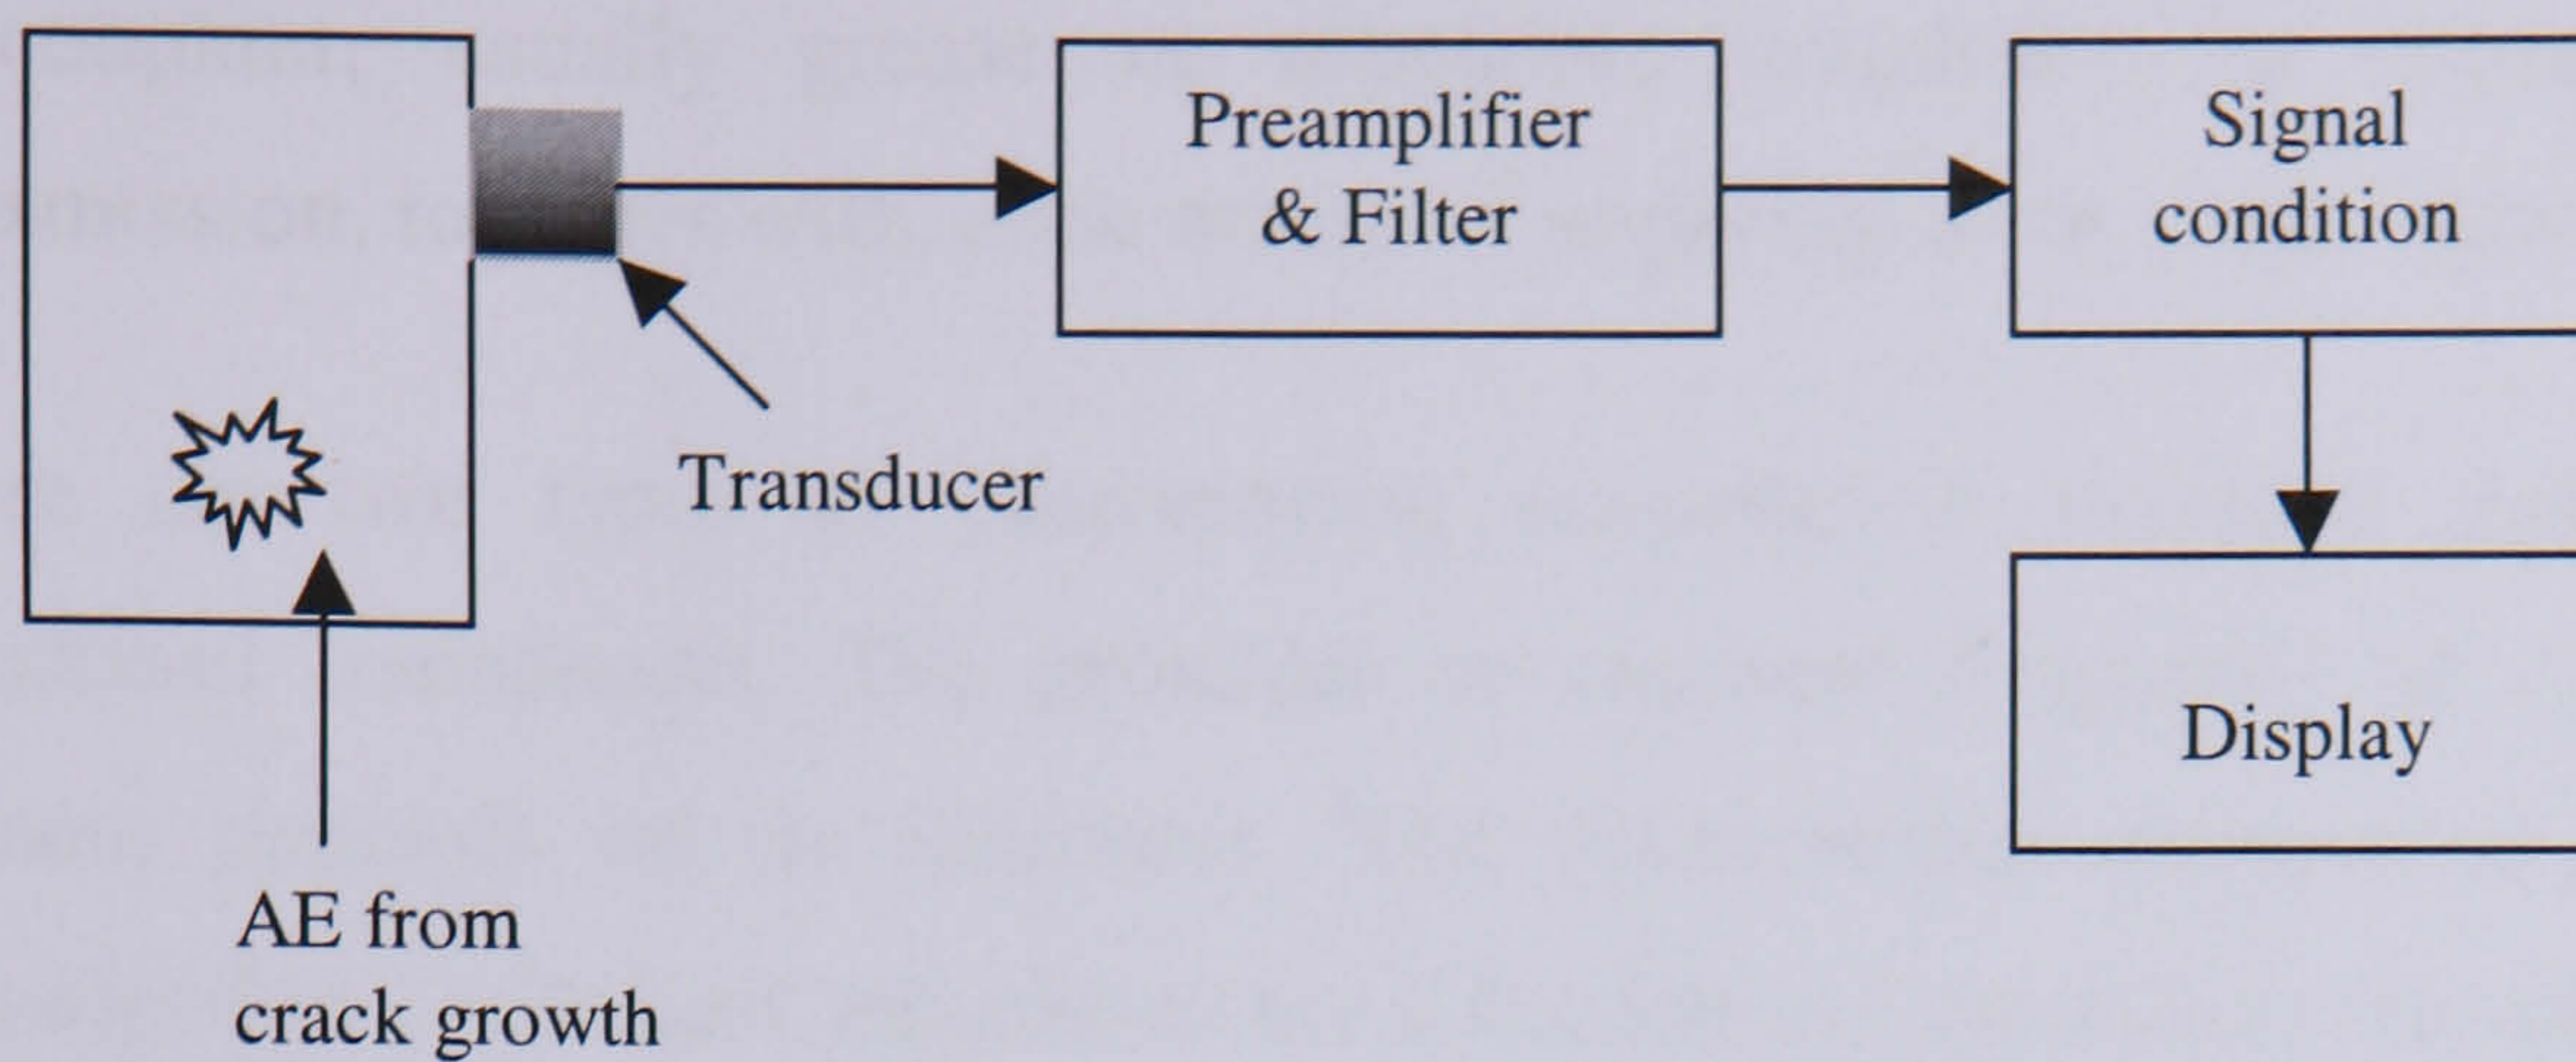 Preamplifier
& Filter
Signal
condition
Transducer
Display
AE from
crack growth